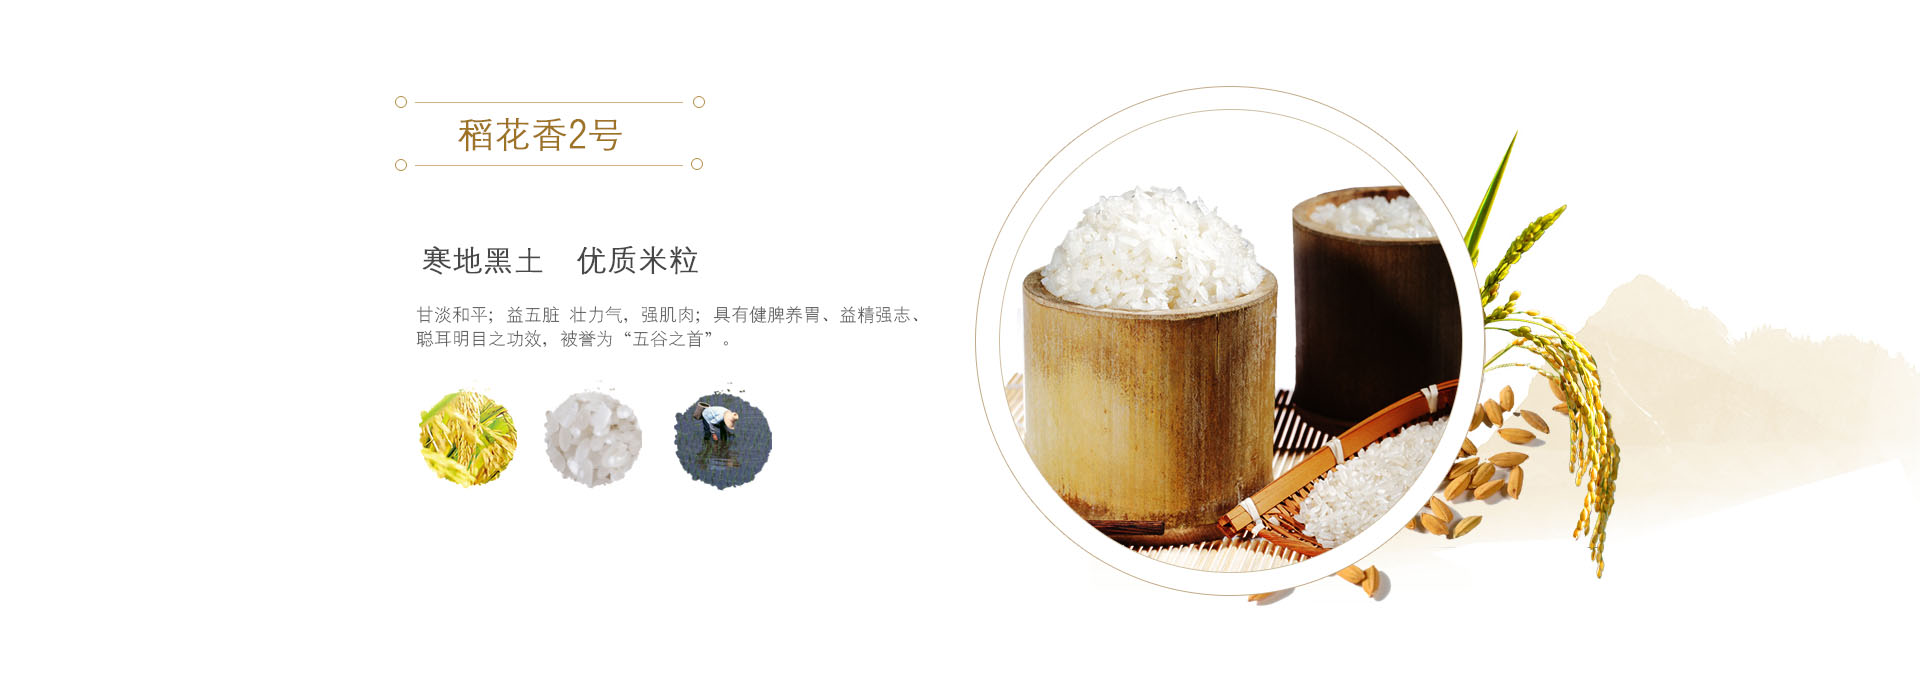 稻花香2号
寒地黑土　优质米粒
甘淡和平；益五脏 壮力气，强肌肉；具有健脾养胃、益精强志、
聪耳明目之功效，被誉为“五谷之首”。